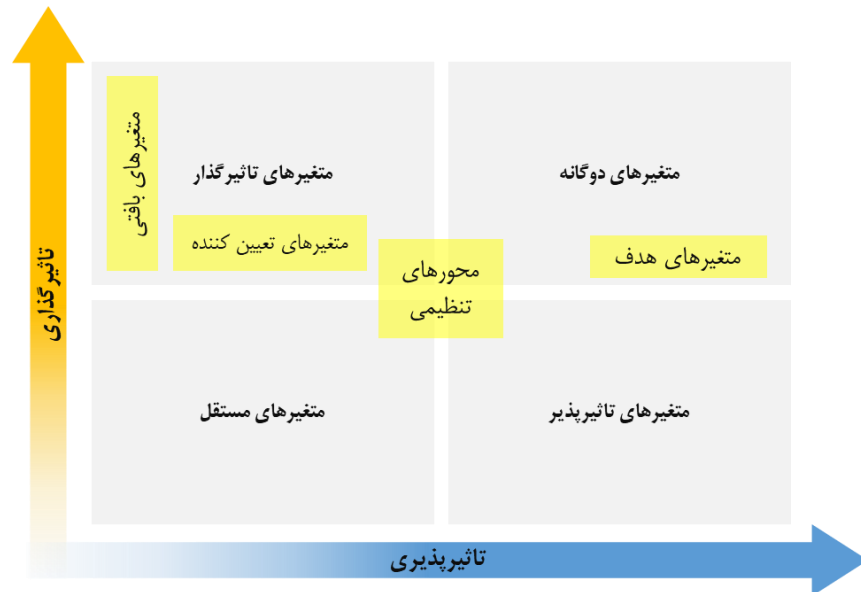 متغیرهای بافتی
متغیرهای تاثیرگذار
متغیرهای دوگانه
متغیرهای تعیین کننده
محورهای
تنظیمی
متغیرهای هدف
تاثیرگذاری
متغیرهای مستقل
متغیرهای تاثیرپذیر
تاثیرپذیری